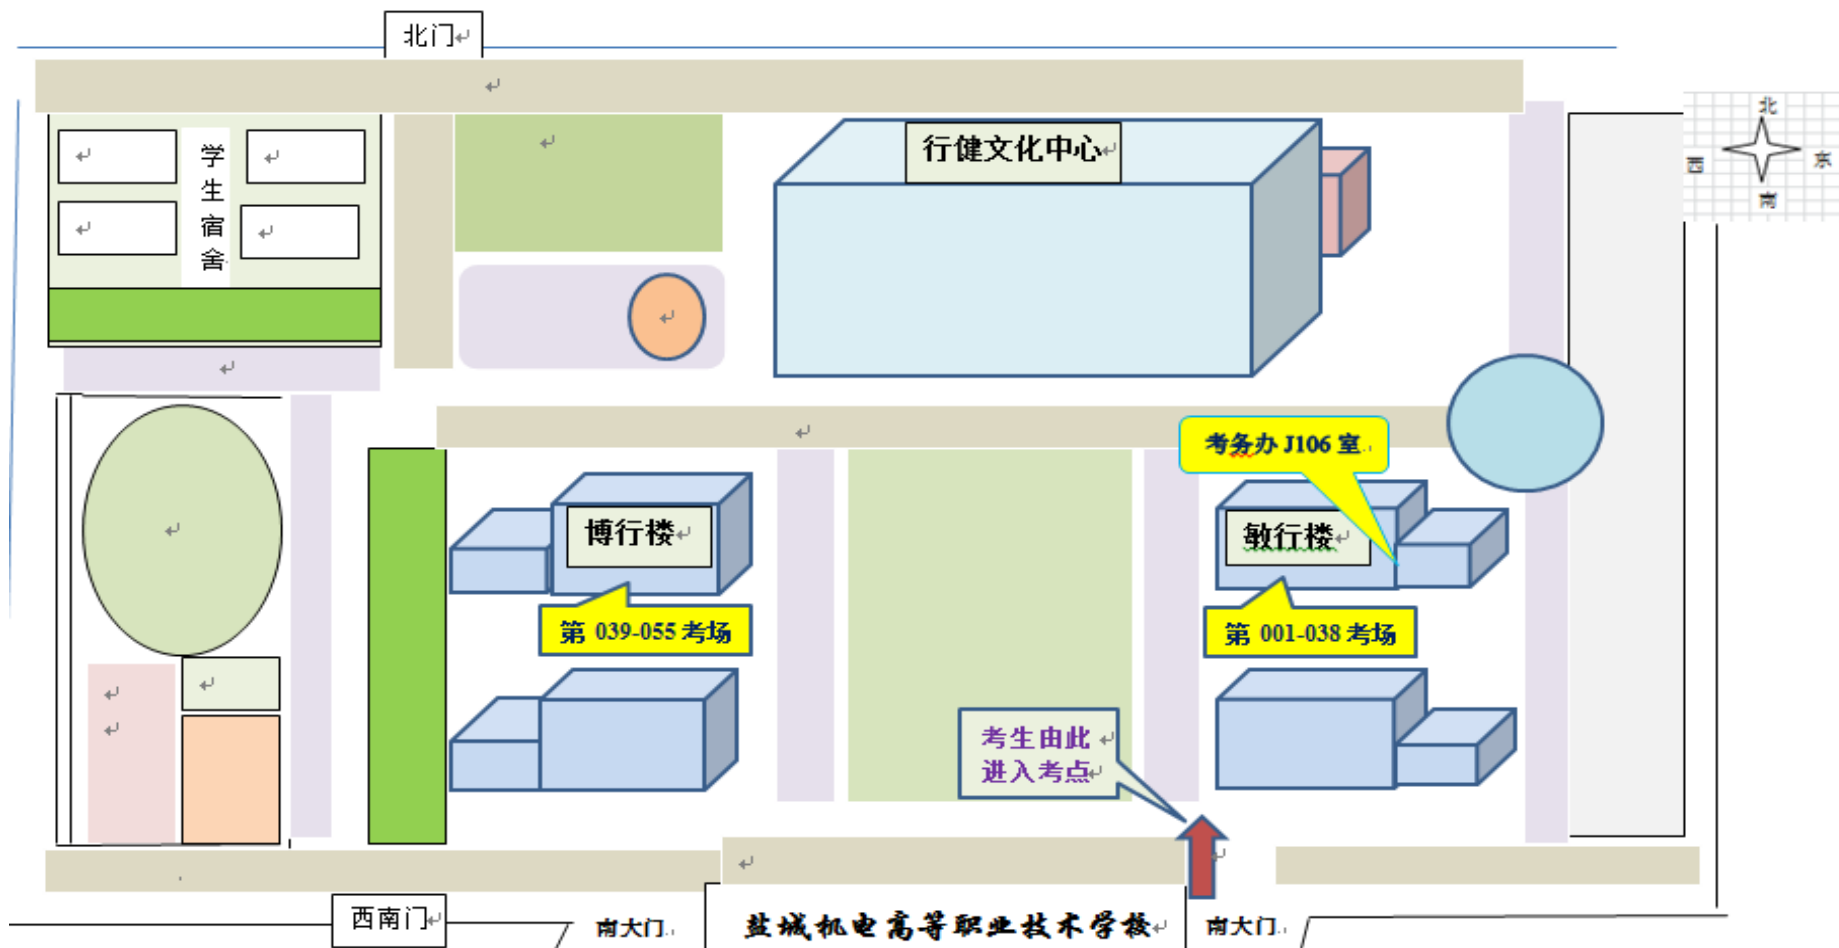 北门
北
西
东
南
学生宿舍
行健文化中心
考务办 J106 室
博行楼
敏行楼
第 039-055 考场
第 001-038 考场
考生由此
进入考点
西南门
南大门
盐城机电高等职业技术学校
南大门